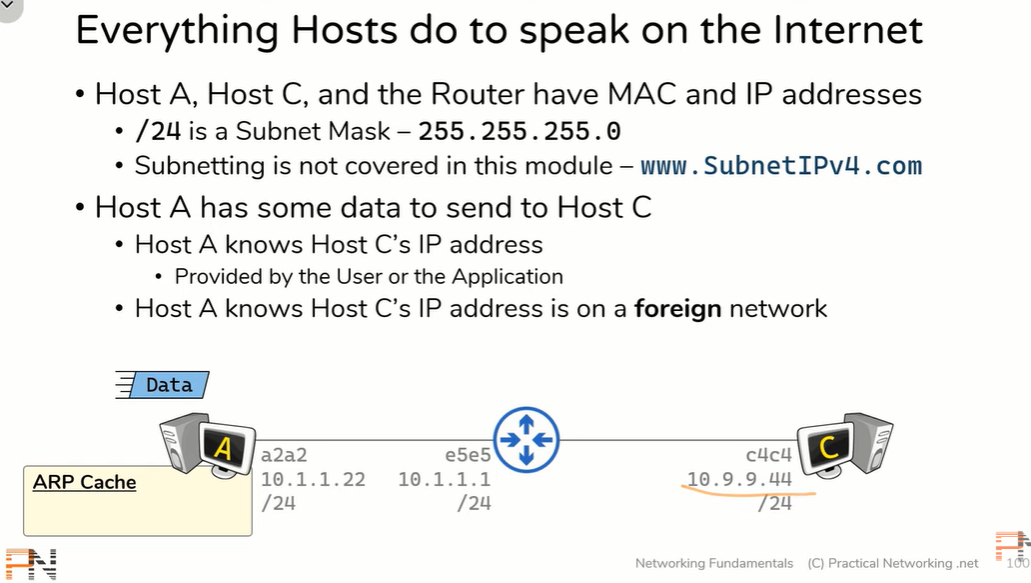 Everything Hosts do to speak on the Internet
• Host A, Host C, and the Router have MAC and IP addresses
• /24 is a Subnet Mask – 255.255.255.0
• Subnetting is not covered in this module – www.SubnetIPv4.com
• Host A has some data to send to Host C
• Host A knows Host C's IP address
• Provided by the User or the Application
• Host A knows Host C's IP address is on a foreign network
Data
A
C
a2a2
10.1.1.22
/24
e5e5
10.1.1.1
/24
c4c4
10.9.9.44
/24
ARP Cache
PN
Networking Fundamentals (C) Practical Networking .net
PN
100